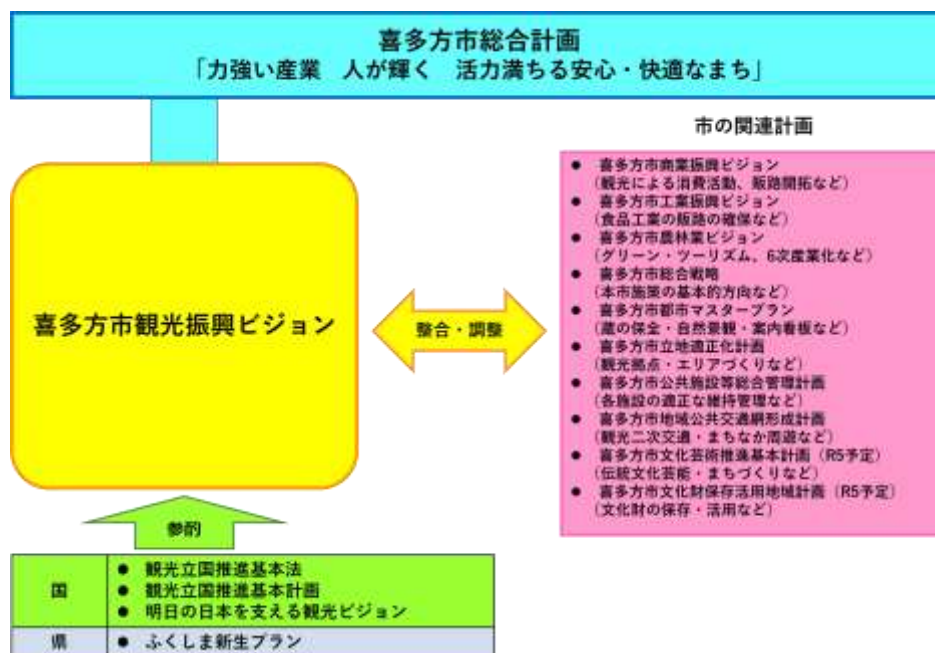 喜多方市総合計画
「力強い産業　人が輝く　活力満ちる安心・快適なまち」
市の関連計画
● 喜多方市商業振興ビジョン
（観光による消費活動、販路開拓など）
● 喜多方市工業振興ビジョン
（食品工業の販路の確保など）
● 喜多方市農林業ビジョン
（グリーン・ツーリズム、6次産業化など）
● 喜多方市総合戦略
（本市施策の基本的方向など）
● 喜多方市都市マスタープラン
（蔵の保全・自然景観・案内看板など）
● 喜多方市立地適正化計画
（観光拠点・エリアづくりなど）
● 喜多方市公共施設等総合管理計画
（各施設の適正な維持管理など）
● 喜多方市地域公共交通網形成計画
（観光二次交通・まちなか周遊など）
● 喜多方市文化芸術推進基本計画（R5予定）
（伝統文化芸能・まちづくりなど）
● 喜多方市文化財保存活用地域計画（R5予定）
（文化財の保存・活用など）
喜多方市観光振興ビジョン
整合・調整
参酌
国
● 観光立国推進基本法
● 観光立国推進基本計画
● 明日の日本を支える観光ビジョン
県
● ふくしま新生プラン